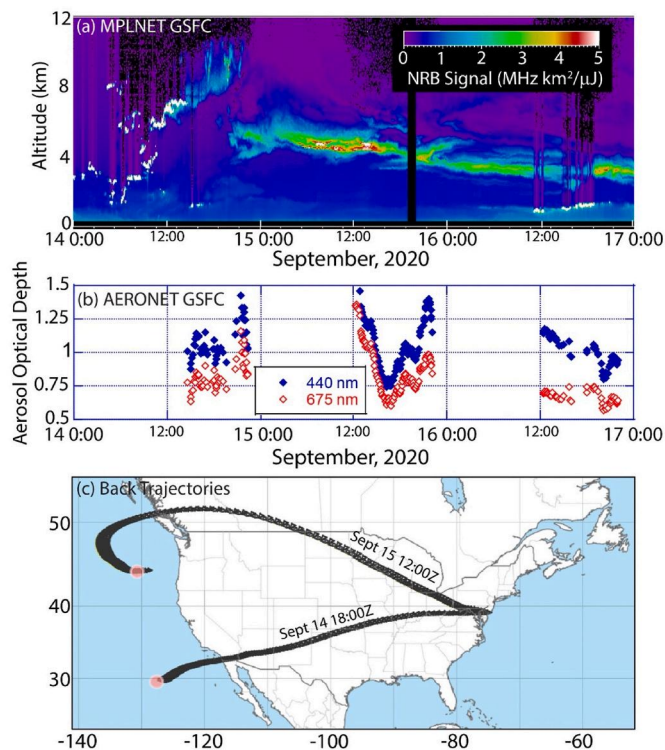 (a) MPLNET GSFC
12
8
4
0
Altitude (km)
0 1 2 3 4 5
NRB Signal (MHz km²/μJ)
14 0:00 12:00 15 0:00 12:00 16 0:00 12:00 17 0:00
September, 2020
(b) AERONET GSFC
1.5
1.25
1
0.75
0.5
Aerosol Optical Depth
440 nm
675 nm
14 0:00 12:00 15 0:00 12:00 16 0:00 12:00 17 0:00
September, 2020
(c) Back Trajectories
50
40
30
Sept 15 12:00Z
Sept 14 18:00Z
-140 -120 -100 -80 -60